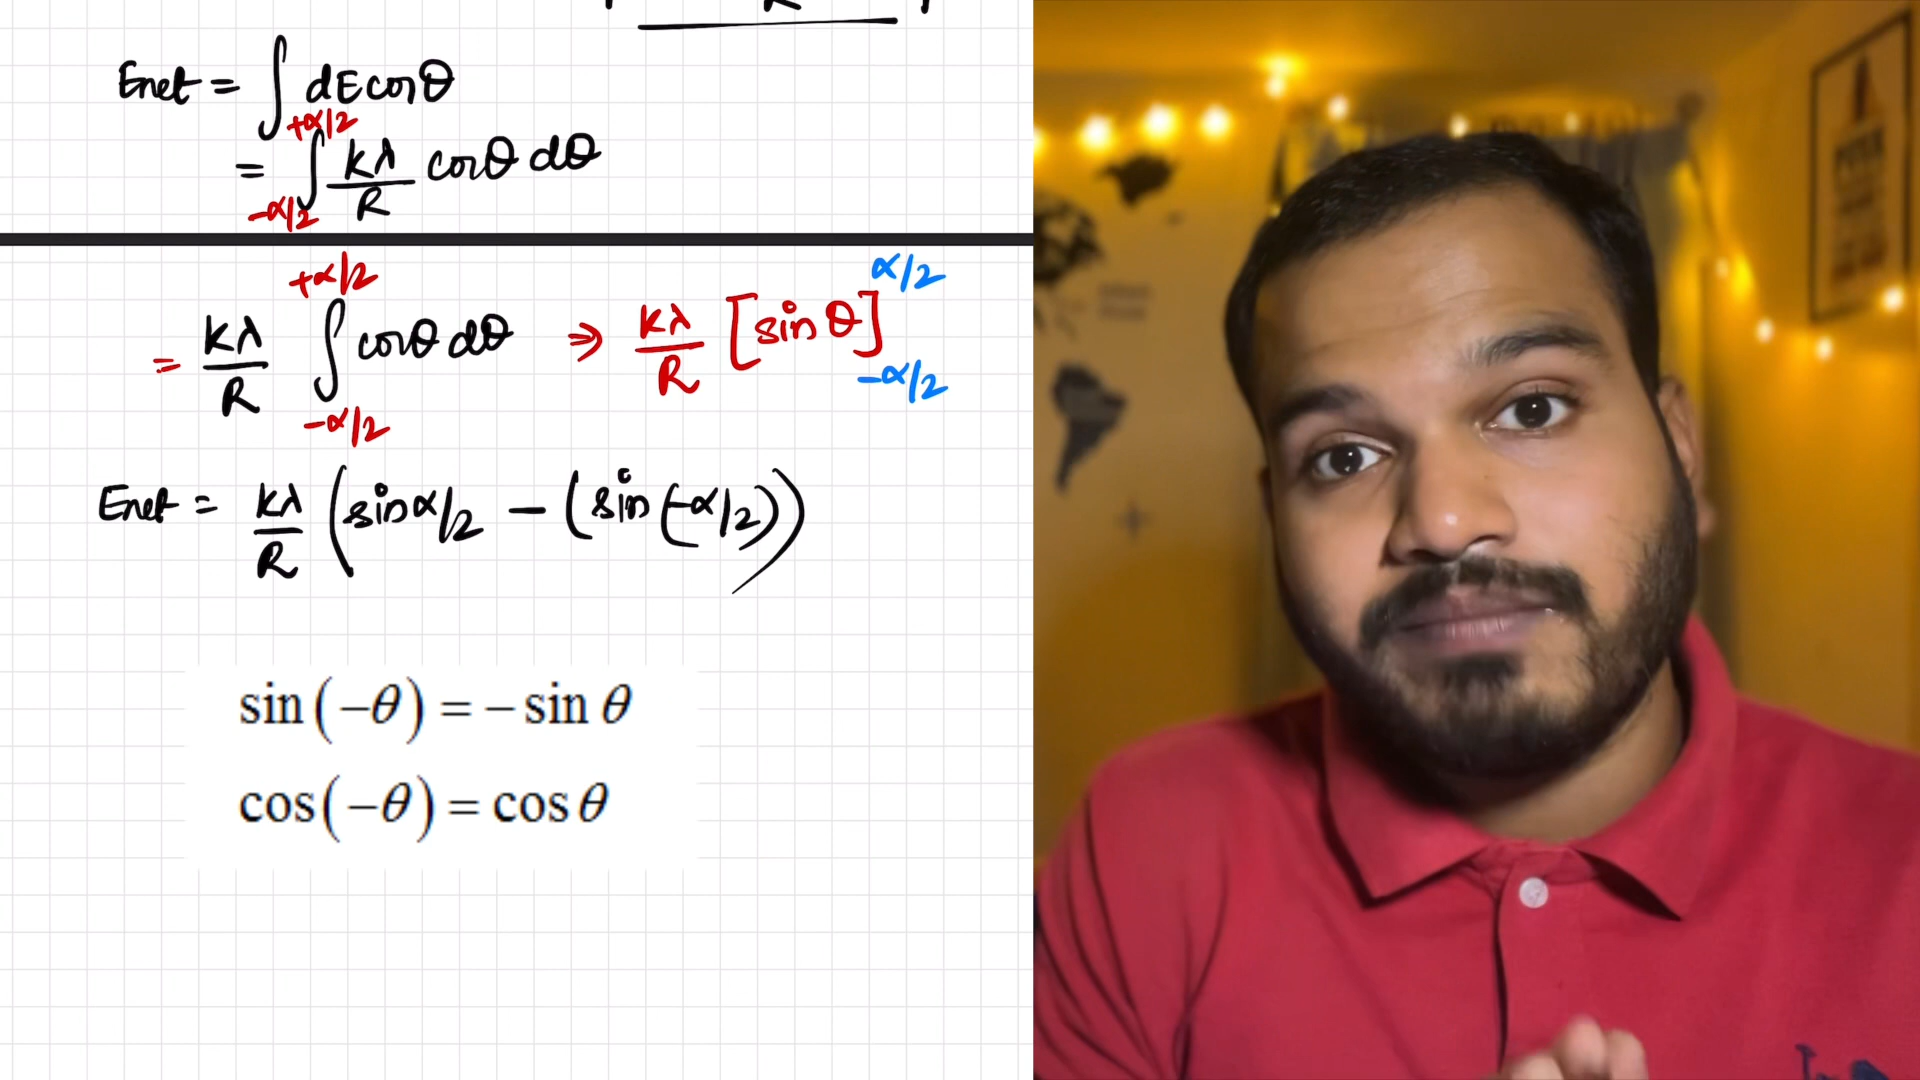 Enet = ∫ dE cosθ
= ∫ +α/2 -α/2 Kλ/R cosθ dθ
= Kλ/R ∫ +α/2 -α/2 cosθ dθ ⇒ Kλ/R [sin θ] α/2 -α/2
Enet = Kλ/R (sin α/2 − (sin (-α/2)))
sin (−θ) = − sin θ
cos (−θ) = cos θ